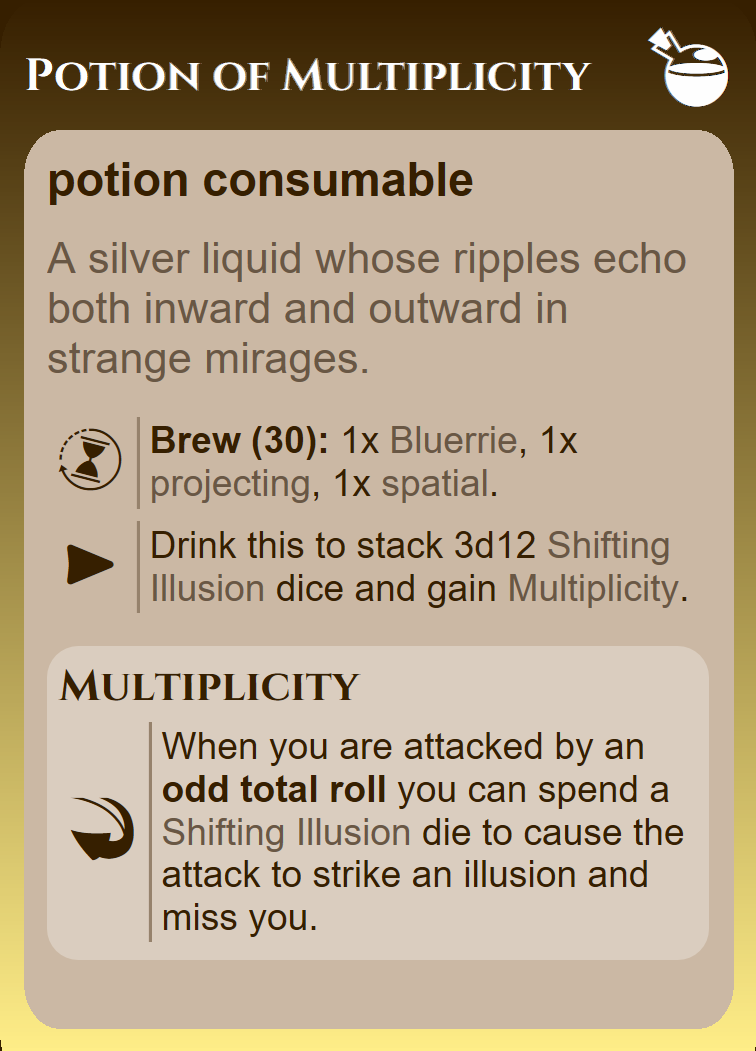 Potion of Multiplicity
potion consumable
A silver liquid whose ripples echo
both inward and outward in
strange mirages.
Brew (30): 1x Bluerrie, 1x
projecting, 1x spatial.
Drink this to stack 3d12 Shifting
Illusion dice and gain Multiplicity.
Multiplicity
When you are attacked by an
odd total roll you can spend a
Shifting Illusion die to cause the
attack to strike an illusion and
miss you.